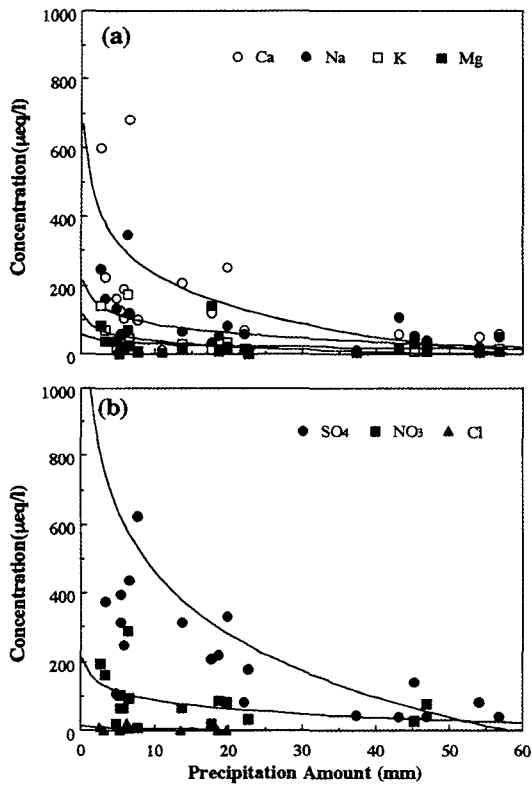 (a)
Ca Na K Mg
Concentration(μeq/l)
1000
800
600
400
200
0
(b)
SO4 NO3 Cl
Concentration(μeq/l)
1000
800
600
400
200
0
0 10 20 30 40 50 60
Precipitation Amount (mm)